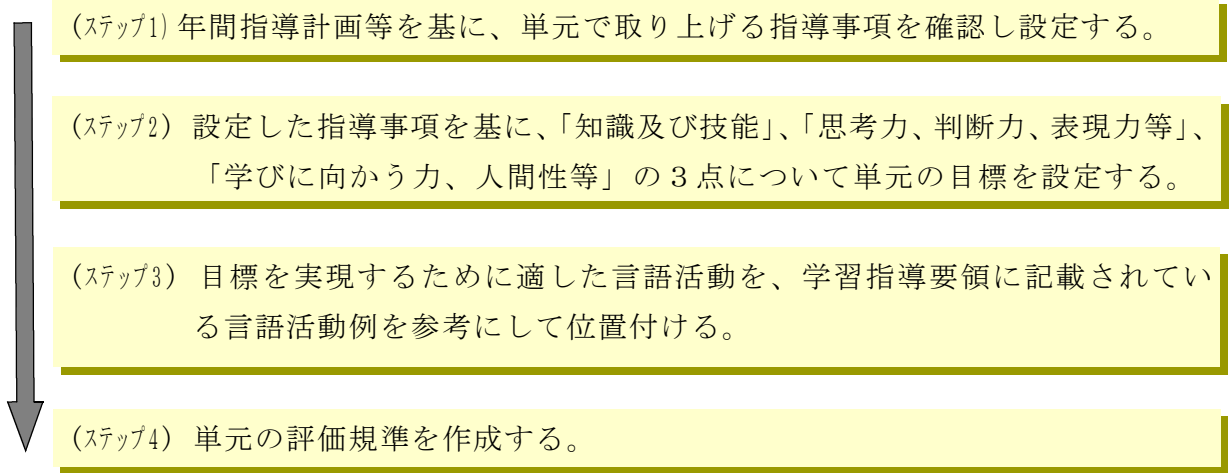 (ｽﾃｯﾌﾟ1) 年間指導計画等を基に、単元で取り上げる指導事項を確認し設定する。
(ｽﾃｯﾌﾟ2) 設定した指導事項を基に、「知識及び技能」、「思考力、判断力、表現力等」、
「学びに向かう力、人間性等」の３点について単元の目標を設定する。
(ｽﾃｯﾌﾟ3) 目標を実現するために適した言語活動を、学習指導要領に記載されてい
る言語活動例を参考にして位置付ける。
(ｽﾃｯﾌﾟ4) 単元の評価規準を作成する。